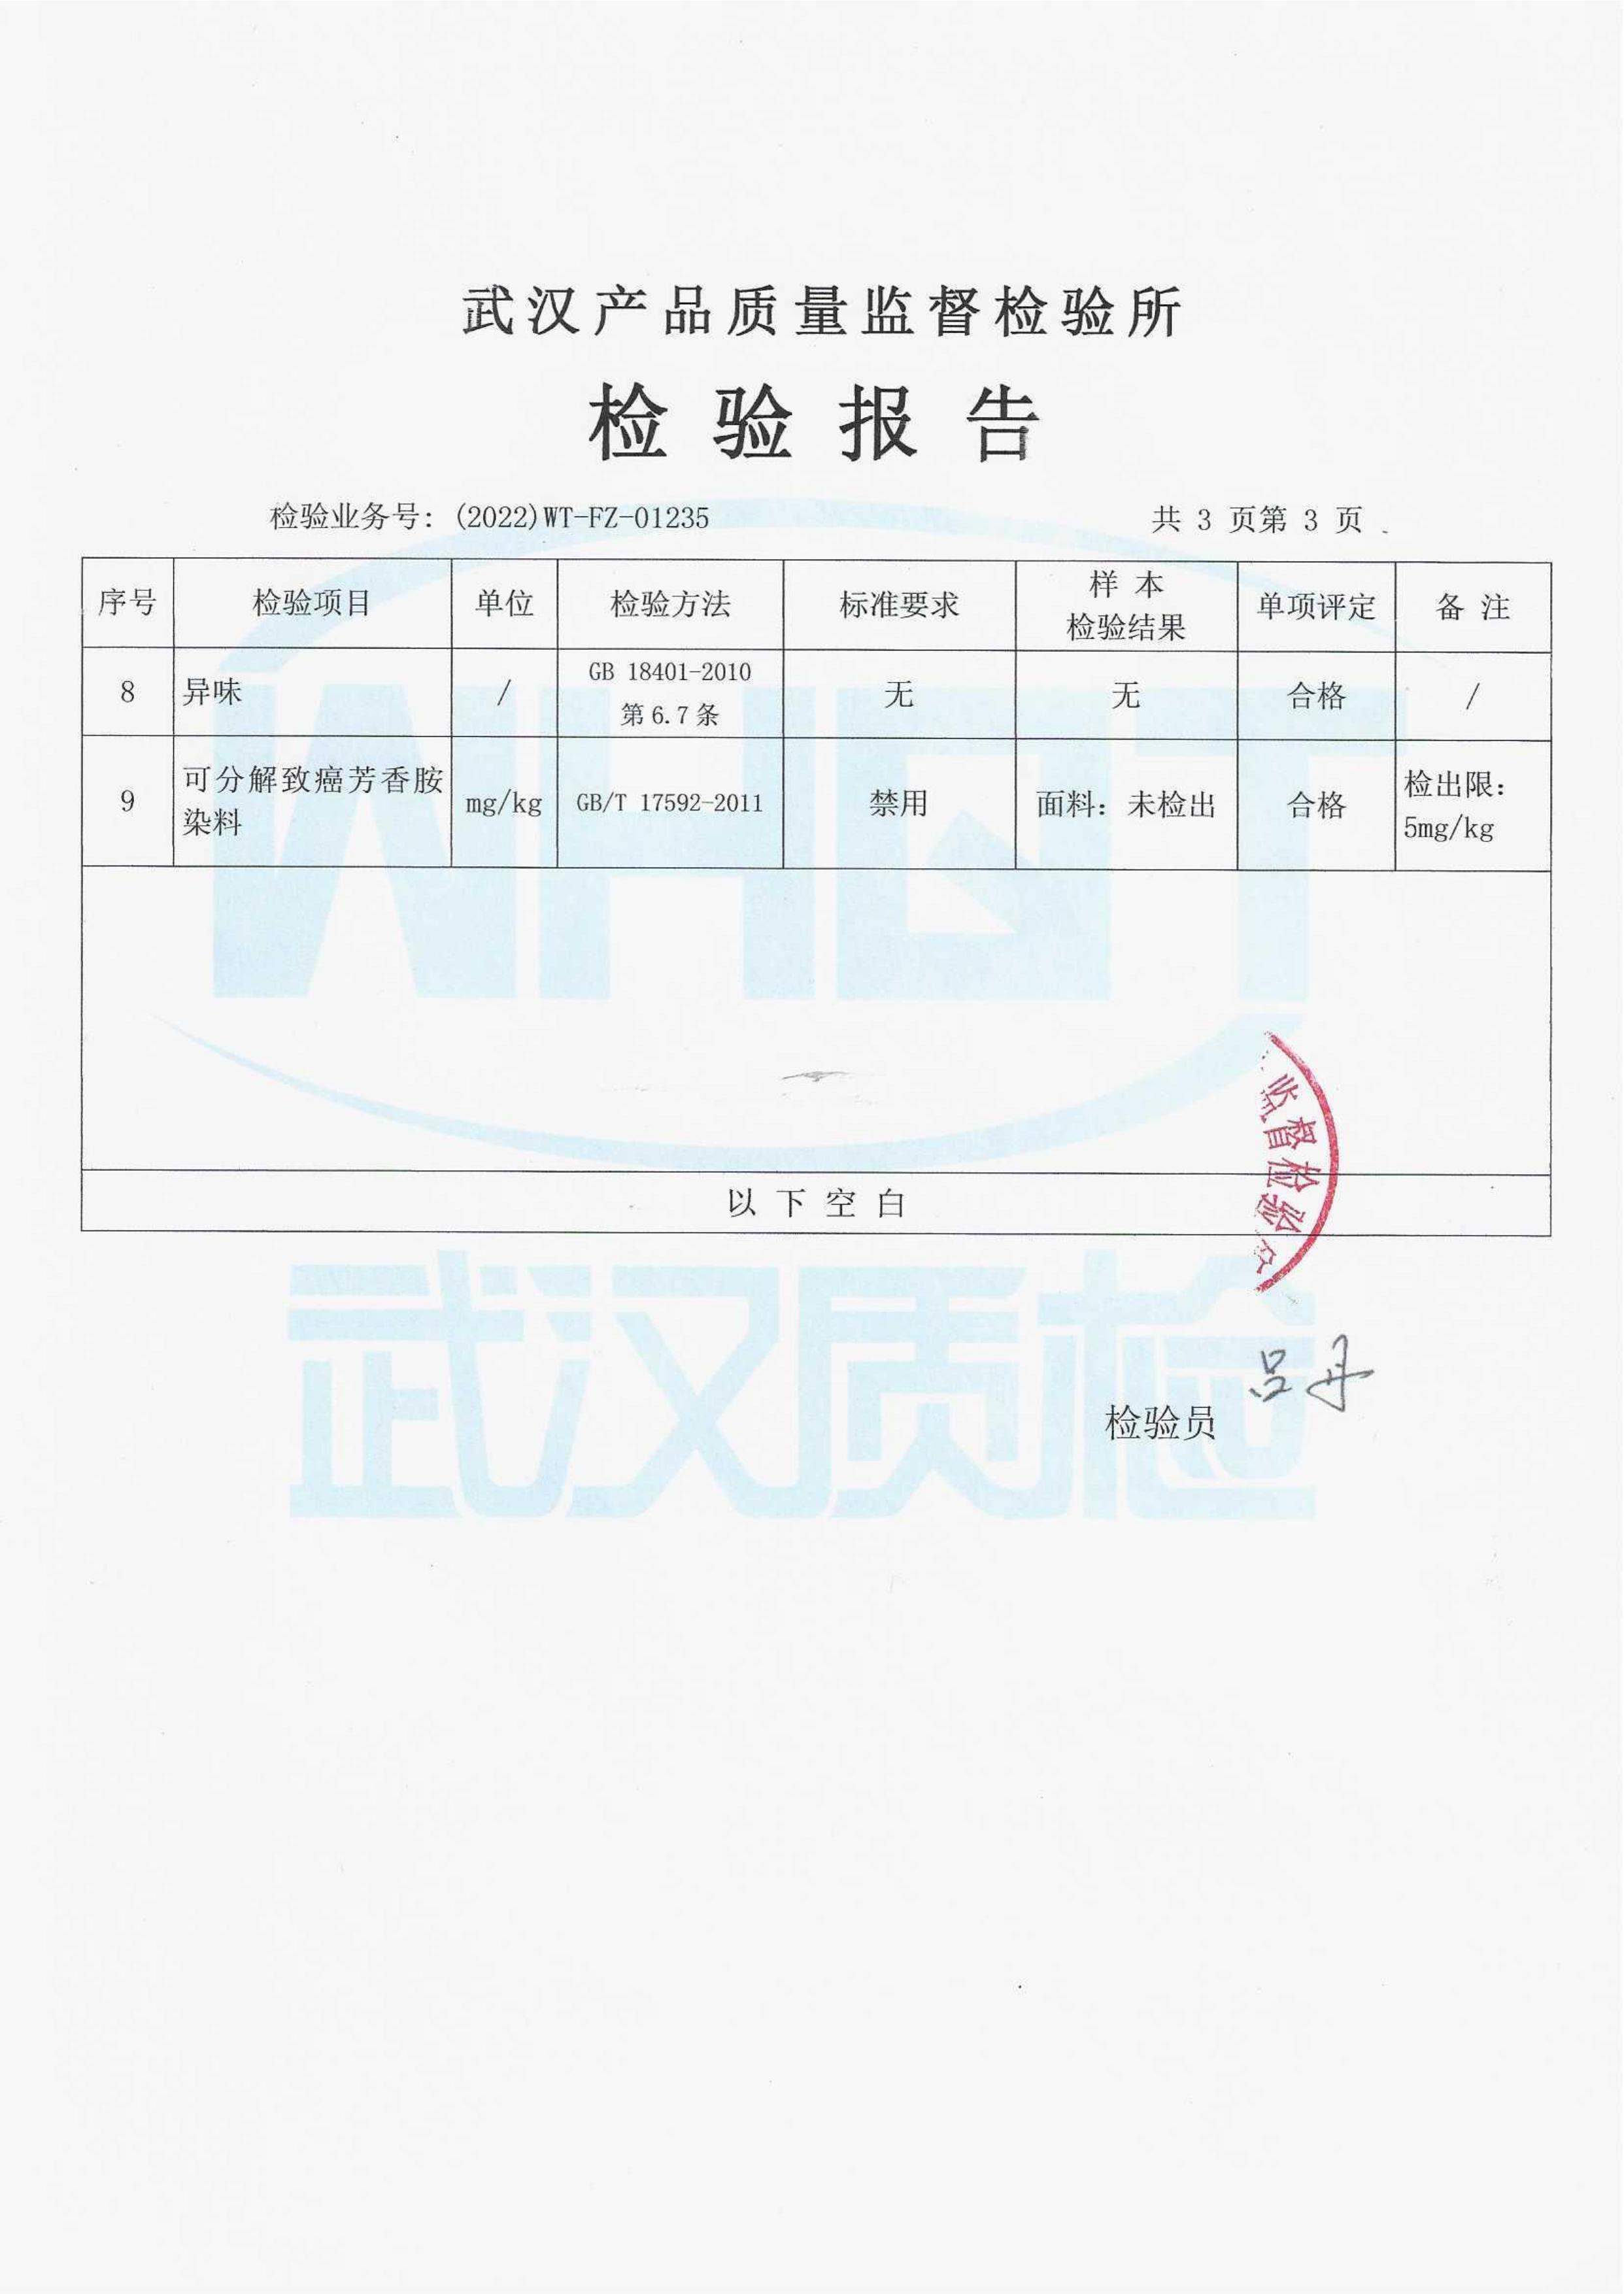 武汉产品质量监督检验所
检验报告
检验业务号：(2022)WT-FZ-01235
共 3 页第 3 页
序号 检验项目 单位 检验方法 标准要求 样 本 检验结果 单项评定 备 注
8 异味 / GB 18401-2010 第 6.7 条 无 无 合格 /
9 可分解致癌芳香胺染料 mg/kg GB/T 17592-2011 禁用 面料：未检出 合格 检出限：5mg/kg
WHQT
以 下 空 白
监督检验
武汉质检
吕丹
检验员